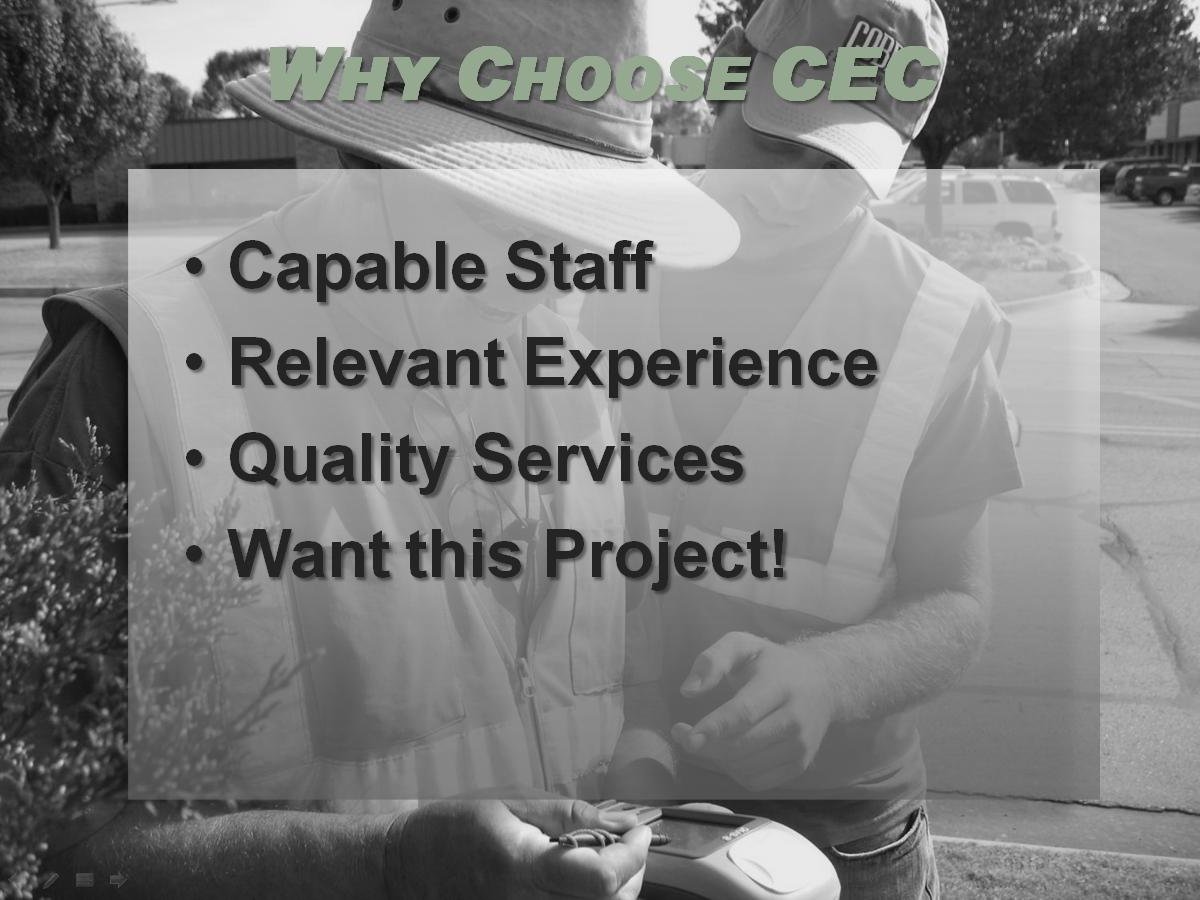 WHY CHOOSE CEC
• Capable Staff
• Relevant Experience
• Quality Services
• Want this Project!